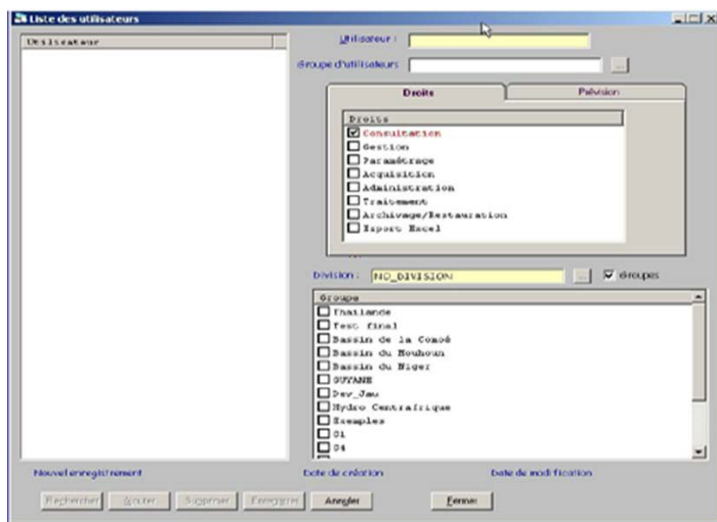 Liste des utilisateurs
Utilisateur
Utilisateur :
Groupe d'utilisateurs
...
Droits
Prévision
Droits
Consultation
Gestion
Paramétrage
Acquisition
Administration
Traitement
Archivage/Restauration
Export Excel
Division :
NO_DIVISION
...
Groupes
Groupe
Thailande
Test final
Bassin de la Comoé
Bassin du Mouhoun
Bassin du Niger
GUYANE
Dev_Jau
Hydro Centrafrique
Exemples
G1
G4
Nouvel enregistrement
Date de création
Date de modification
Rechercher
Ajouter
Supprimer
Enregistrer
Annuler
Fermer